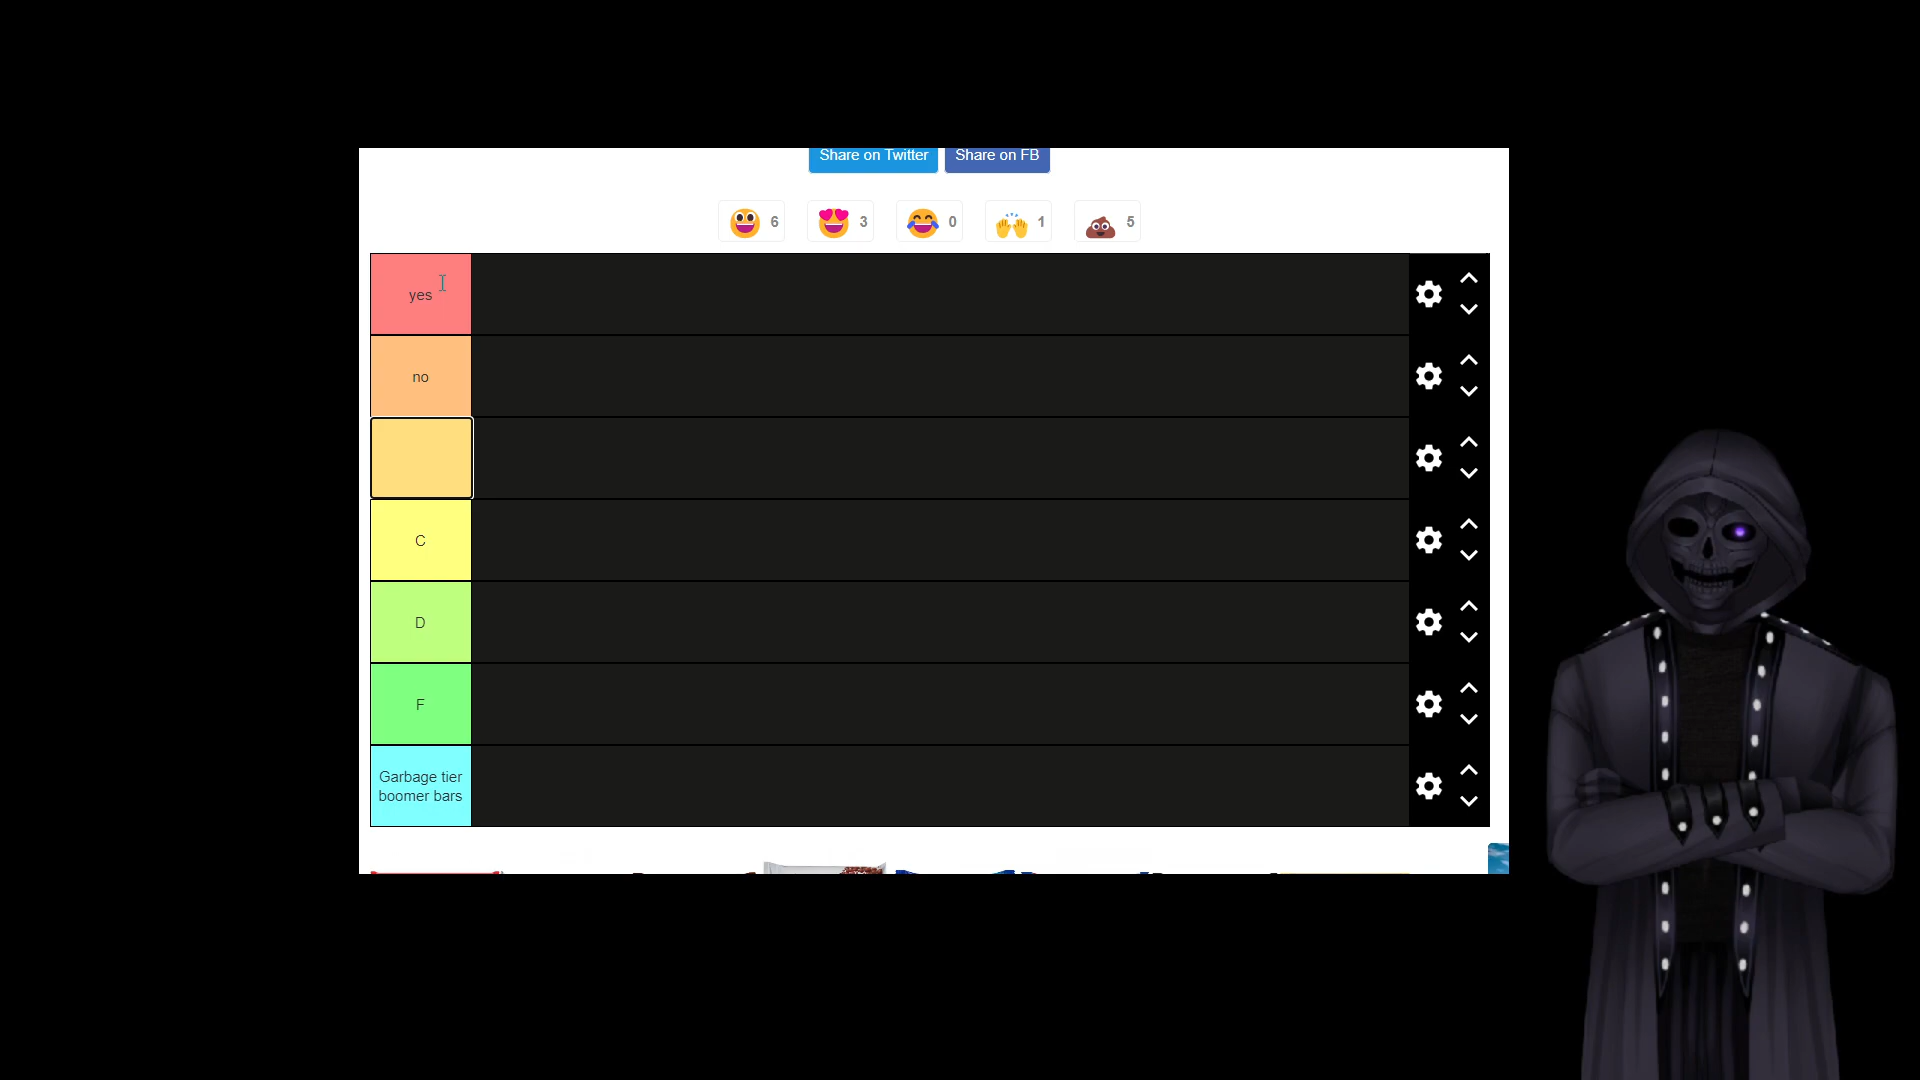 Share on Twitter
Share on FB
6
3
0
1
5
yes
no
C
D
F
Garbage tier
boomer bars